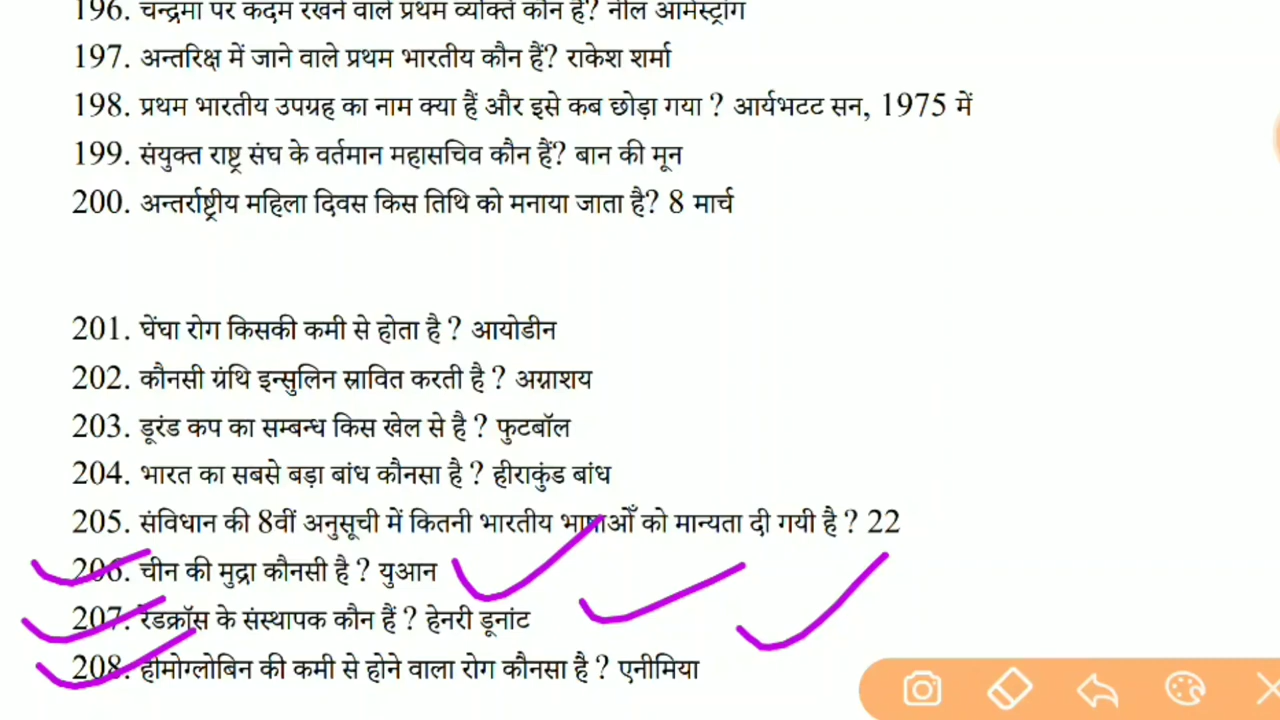 196. चन्द्रमा पर कदम रखने वाले प्रथम व्यक्ति कौन है? नील आर्मस्ट्रांग
197. अन्तरिक्ष में जाने वाले प्रथम भारतीय कौन हैं? राकेश शर्मा
198. प्रथम भारतीय उपग्रह का नाम क्या हैं और इसे कब छोड़ा गया ? आर्यभटट सन, 1975 में
199. संयुक्त राष्ट्र संघ के वर्तमान महासचिव कौन हैं? बान की मून
200. अन्तर्राष्ट्रीय महिला दिवस किस तिथि को मनाया जाता है? 8 मार्च
201. घेंघा रोग किसकी कमी से होता है ? आयोडीन
202. कौनसी ग्रंथि इन्सुलिन स्रावित करती है ? अग्नाशय
203. डूरंड कप का सम्बन्ध किस खेल से है ? फुटबॉल
204. भारत का सबसे बड़ा बांध कौनसा है ? हीराकुंड बांध
205. संविधान की 8वीं अनुसूची में कितनी भारतीय भाषाओँ को मान्यता दी गयी है ? 22
206. चीन की मुद्रा कौनसी है ? युआन
207. रेडक्रॉस के संस्थापक कौन हैं ? हेनरी डूनांट
208. हीमोग्लोबिन की कमी से होने वाला रोग कौनसा है ? एनीमिया